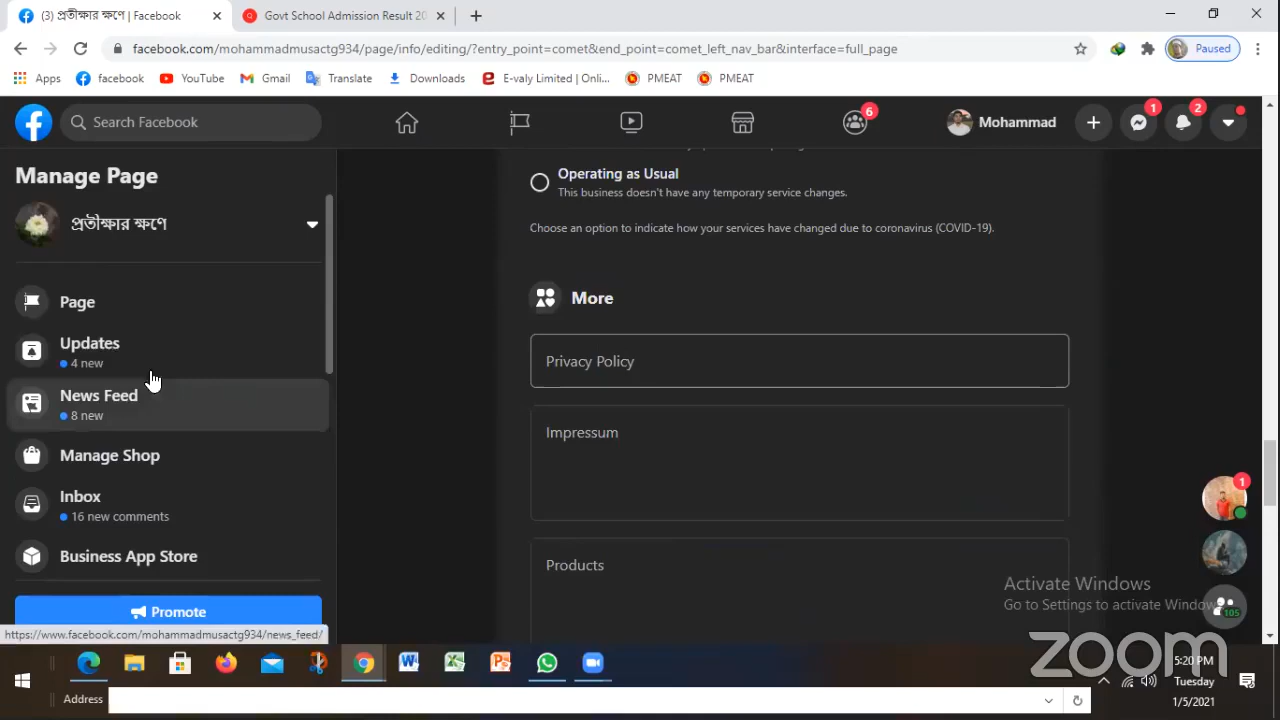 (3) প্রতীক্ষার ক্ষণে | Facebook
Govt School Admission Result 20
facebook.com/mohammadmusactg934/page/info/editing/?entry_point=comet&end_point=comet_left_nav_bar&interface=full_page
Paused
Apps
facebook
YouTube
Gmail
Translate
Downloads
E-valy Limited | Onli...
PMEAT
PMEAT
Search Facebook
6
Mohammad
1
2
Manage Page
প্রতীক্ষার ক্ষণে
Page
Updates
4 new
News Feed
8 new
Manage Shop
Inbox
16 new comments
Business App Store
Promote
https://www.facebook.com/mohammadmusactg934/news_feed/
Operating as Usual
This business doesn't have any temporary service changes.
Choose an option to indicate how your services have changed due to coronavirus (COVID-19).
More
Privacy Policy
Impressum
Products
1
105
Activate Windows
Go to Settings to activate Windows
zoom
Address
5:20 PM
Tuesday
1/5/2021